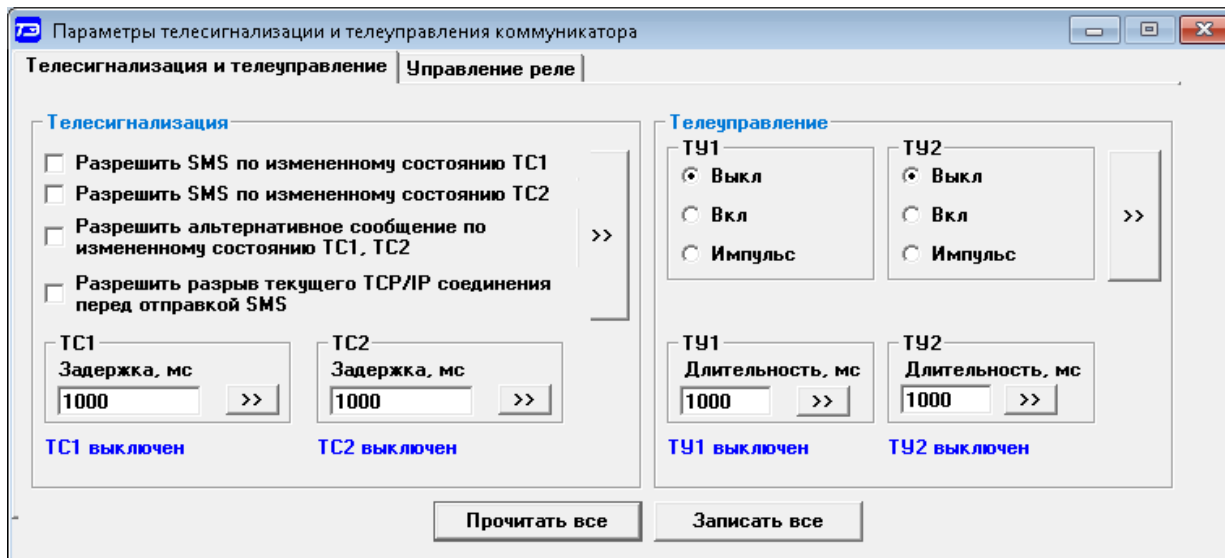 ТЭ Параметры телесигнализации и телеуправления коммуникатора
Телесигнализация и телеуправление Управление реле
Телесигнализация
Разрешить SMS по измененному состоянию ТС1
Разрешить SMS по измененному состоянию ТС2
Разрешить альтернативное сообщение по
измененному состоянию ТС1, ТС2
Разрешить разрыв текущего TCP/IP соединения
перед отправкой SMS
>>
ТС1
Задержка, мс
1000 >>
ТС1 выключен
ТС2
Задержка, мс
1000 >>
ТС2 выключен
Телеуправление
ТУ1
Выкл
Вкл
Импульс
ТУ2
Выкл
Вкл
Импульс
>>
ТУ1
Длительность, мс
1000 >>
ТУ1 выключен
ТУ2
Длительность, мс
1000 >>
ТУ2 выключен
Прочитать все Записать все